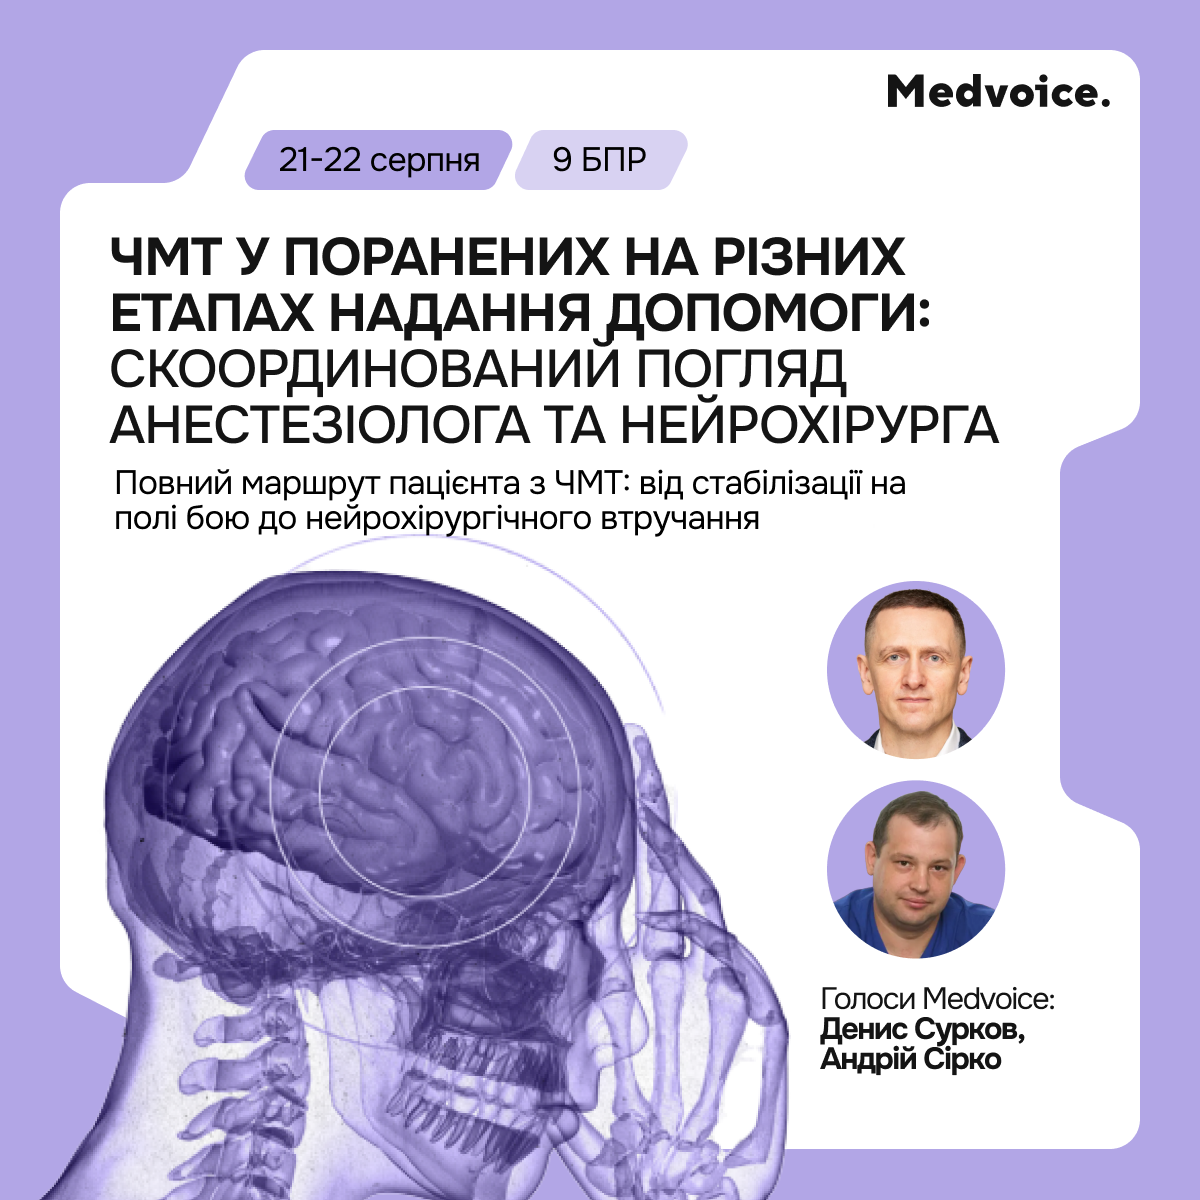 Medvoice.
21-22 серпня
9 БПР
ЧМТ У ПОРАНЕНИХ НА РІЗНИХ
ЕТАПАХ НАДАННЯ ДОПОМОГИ:
СКООРДИНОВАНИЙ ПОГЛЯД
АНЕСТЕЗІОЛОГА ТА НЕЙРОХІРУРГА
Повний маршрут пацієнта з ЧМТ: від стабілізації на
полі бою до нейрохірургічного втручання
Голоси Medvoice:
Денис Сурков,
Андрій Сірко